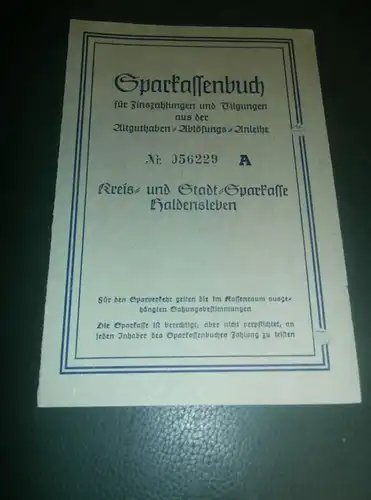 Sparkassenbuch
für Zinszahlungen und Tilgungen
aus der
Altguthaben-Ablösungs-Anleihe
Nr. 056229 A
Kreis- und Stadt-Sparkasse
Haldensleben
Für den Sparverkehr gelten die im Kassenraum ausge-
hängten Satzungsbestimmungen
Die Sparkasse ist berechtigt, aber nicht verpflichtet, an
jeden Inhaber des Sparkassenbuches Zahlung zu leisten